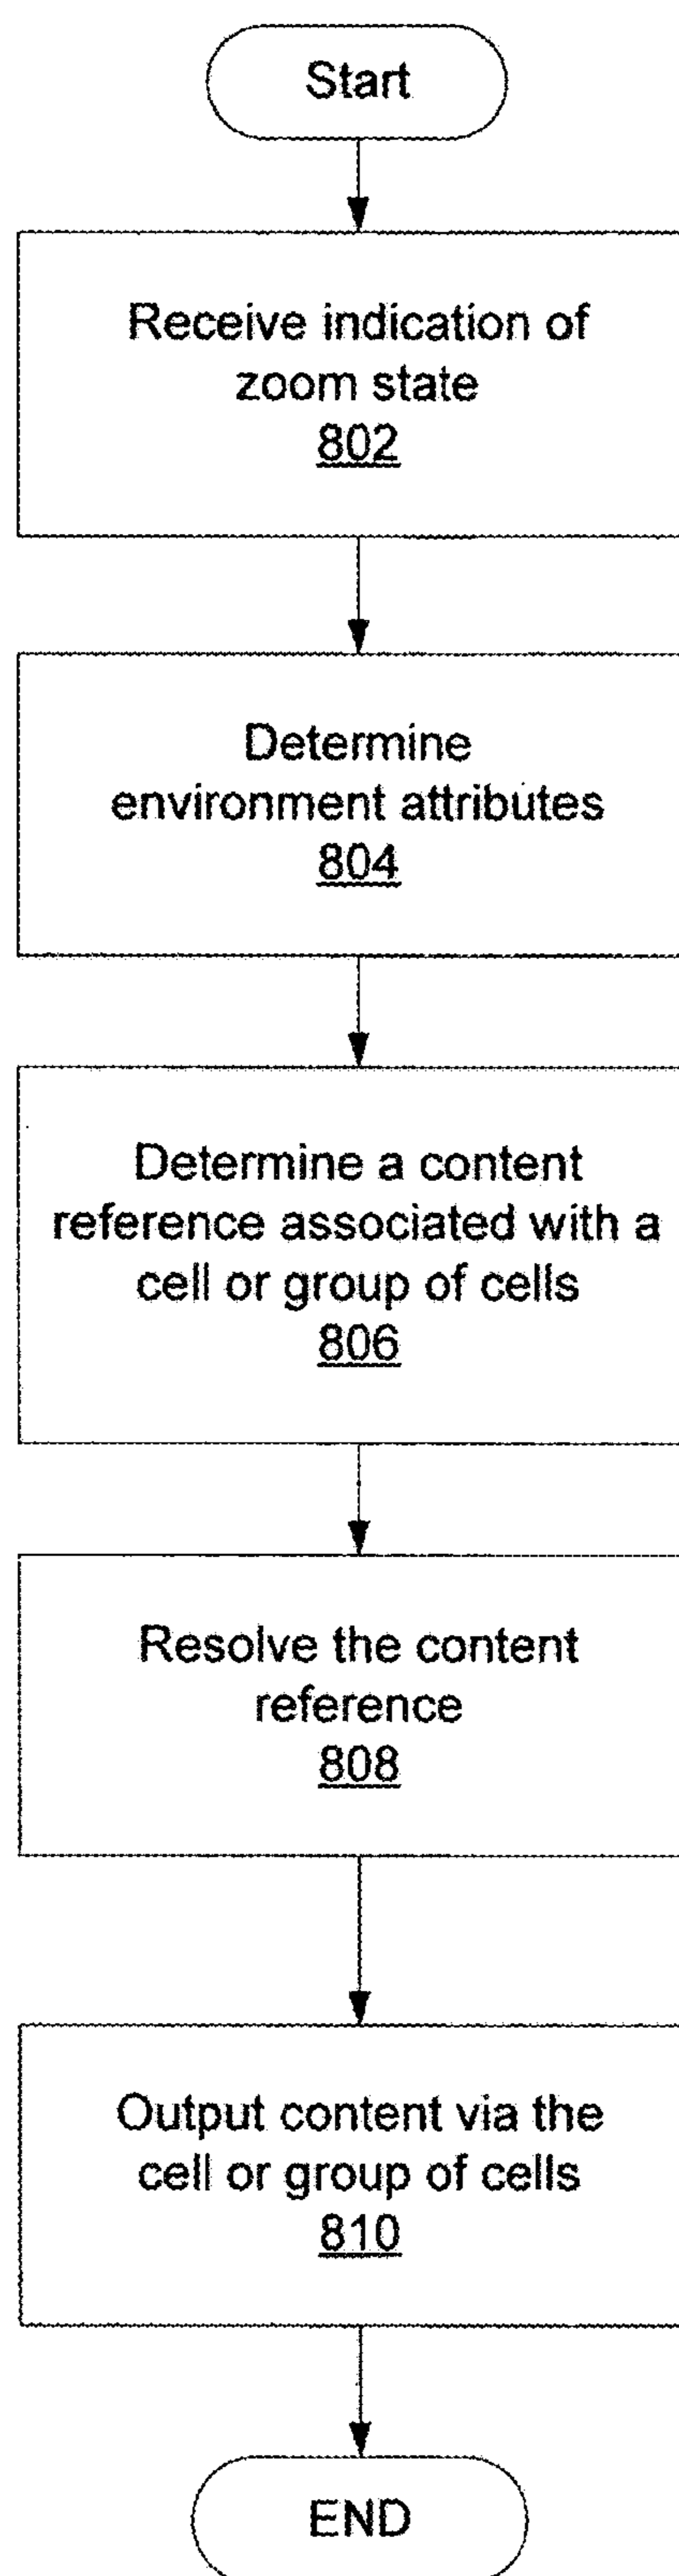 Start
Receive indication of
zoom state
802
Determine
environment attributes
804
Determine a content
reference associated with a
cell or group of cells
806
Resolve the content
reference
808
Output content via the
cell or group of cells
810
END